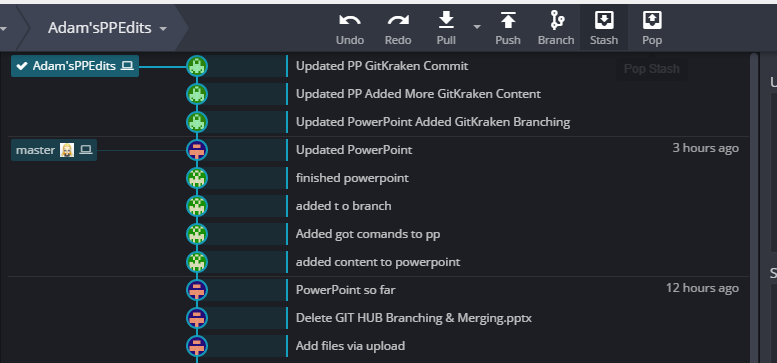 Adam'sPPEdits
Undo Redo Pull Push Branch Stash Pop
Adam'sPPEdits Updated PP GitKraken Commit
Pop Stash
Updated PP Added More GitKraken Content
Updated PowerPoint Added GitKraken Branching
master Updated PowerPoint 3 hours ago
finished powerpoint
added t o branch
Added got comands to pp
added content to powerpoint
PowerPoint so far 12 hours ago
Delete GIT HUB Branching & Merging.pptx
Add files via upload